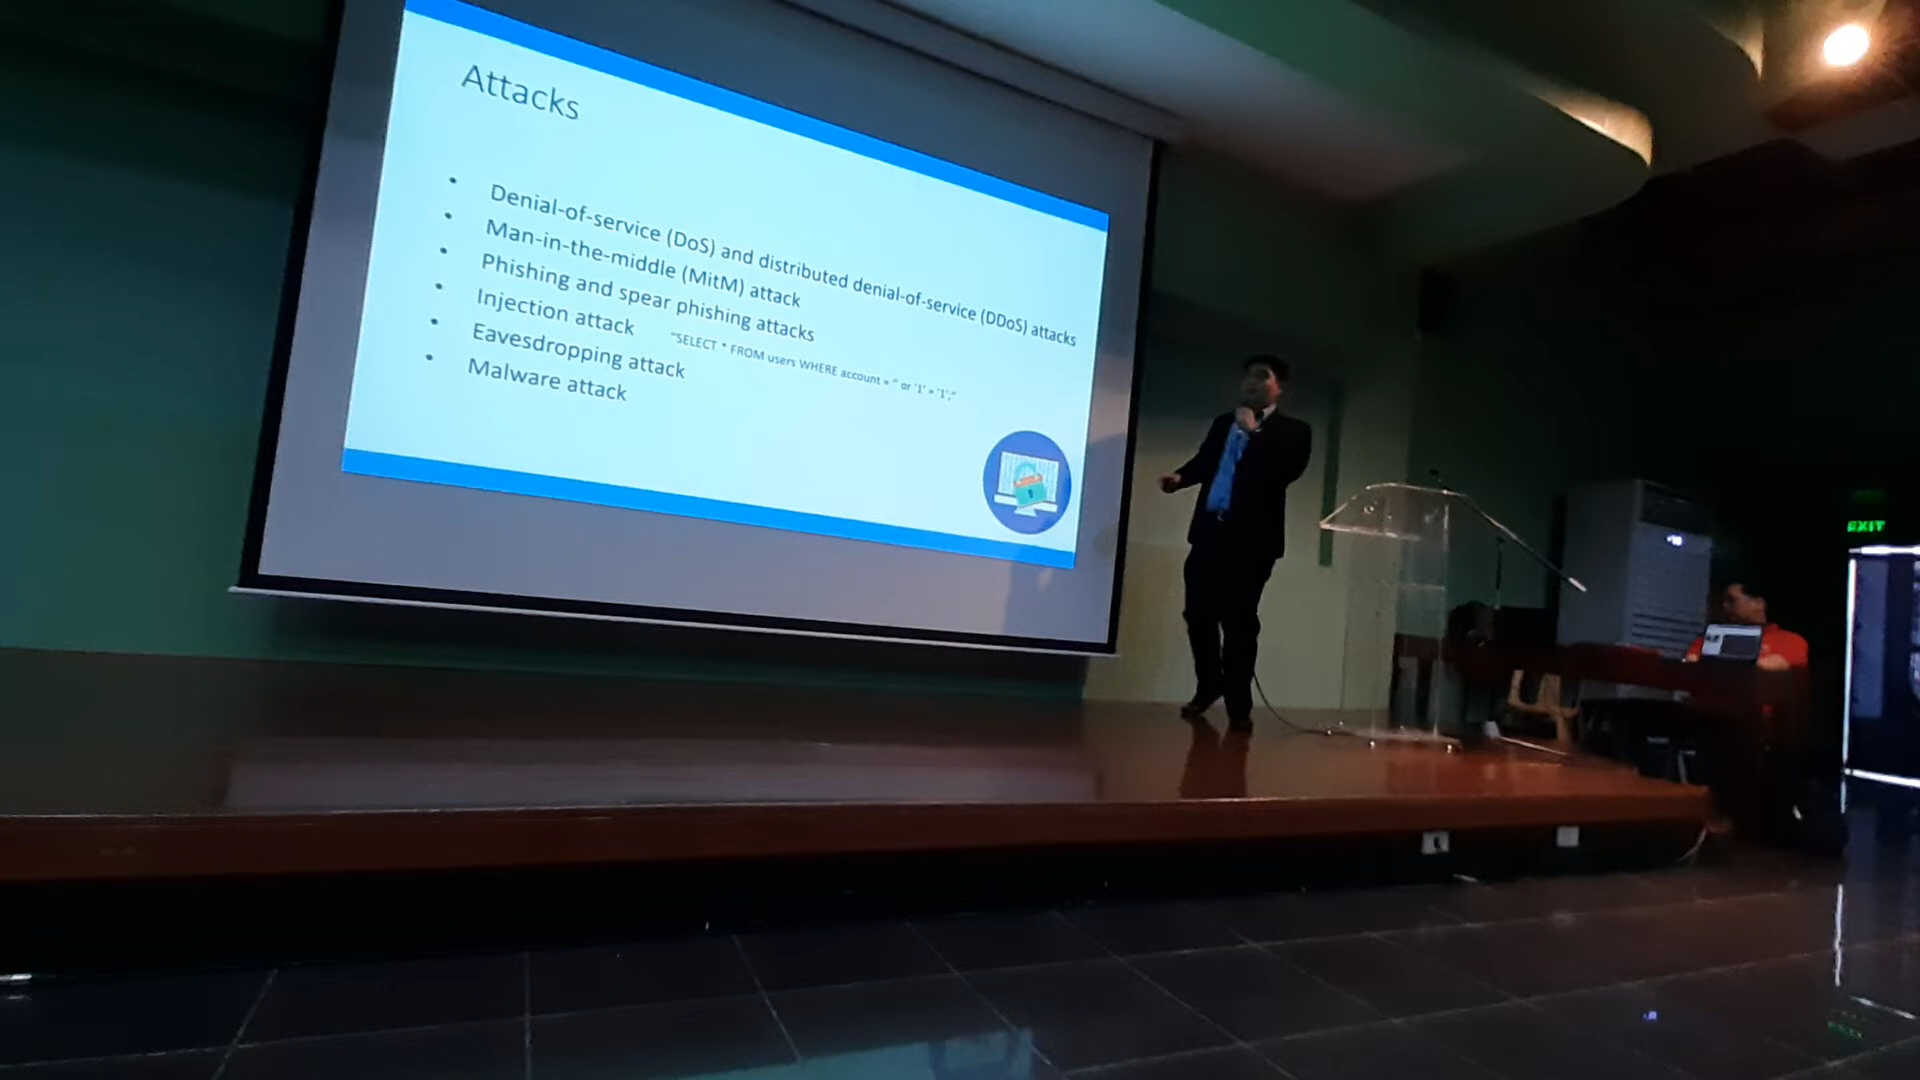 Attacks
• Denial-of-service (DoS) and distributed denial-of-service (DDoS) attacks
• Man-in-the-middle (MitM) attack
• Phishing and spear phishing attacks
• Injection attack
"SELECT * FROM users WHERE account = '' or '1' = '1';"
• Eavesdropping attack
• Malware attack
EXIT